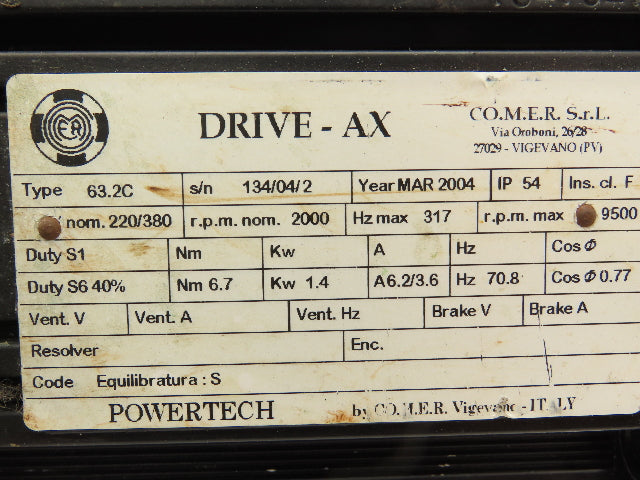 DRIVE - AX
CO.M.E.R. S.r.L.
Via Oroboni, 26/28
27029 - VIGEVANO (PV)
Type 63.2C s/n 134/04/2 Year MAR 2004 IP 54 Ins. cl. F
nom. 220/380 r.p.m. nom. 2000 Hz max 317 r.p.m. max 9500
Duty S1 Nm Kw A Hz Cos Φ
Duty S6 40% Nm 6.7 Kw 1.4 A 6.2/3.6 Hz 70.8 Cos Φ 0.77
Vent. V Vent. A Vent. Hz Brake V Brake A
Resolver Enc.
Code Equilibratura : S
POWERTECH by CO.M.E.R. Vigevano - ITALY